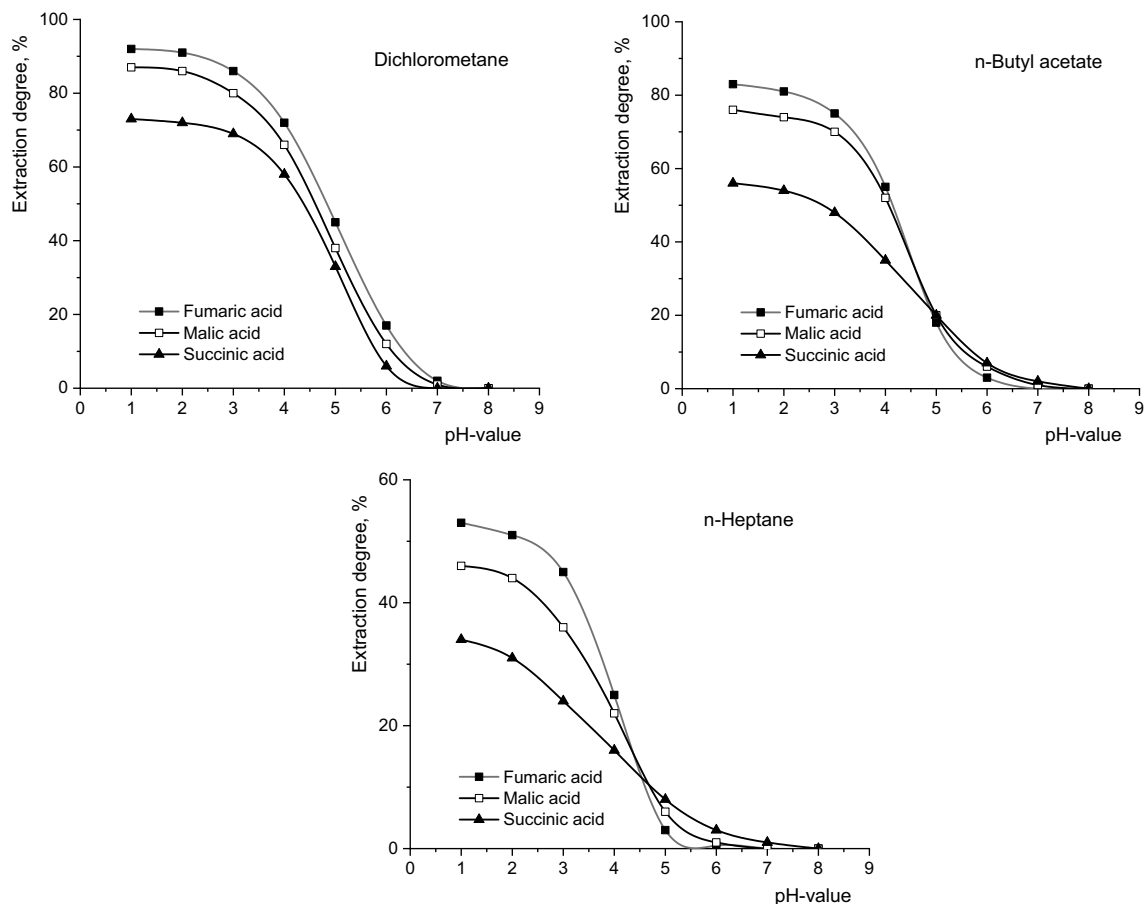 Extraction degree, %
100
80
60
40
20
0
Dichlorometane
Fumaric acid
Malic acid
Succinic acid
0 1 2 3 4 5 6 7 8 9
pH-value
Extraction degree, %
100
80
60
40
20
0
n-Butyl acetate
Fumaric acid
Malic acid
Succinic acid
0 1 2 3 4 5 6 7 8 9
pH-value
Extraction degree, %
60
40
20
0
n-Heptane
Fumaric acid
Malic acid
Succinic acid
0 1 2 3 4 5 6 7 8 9
pH-value